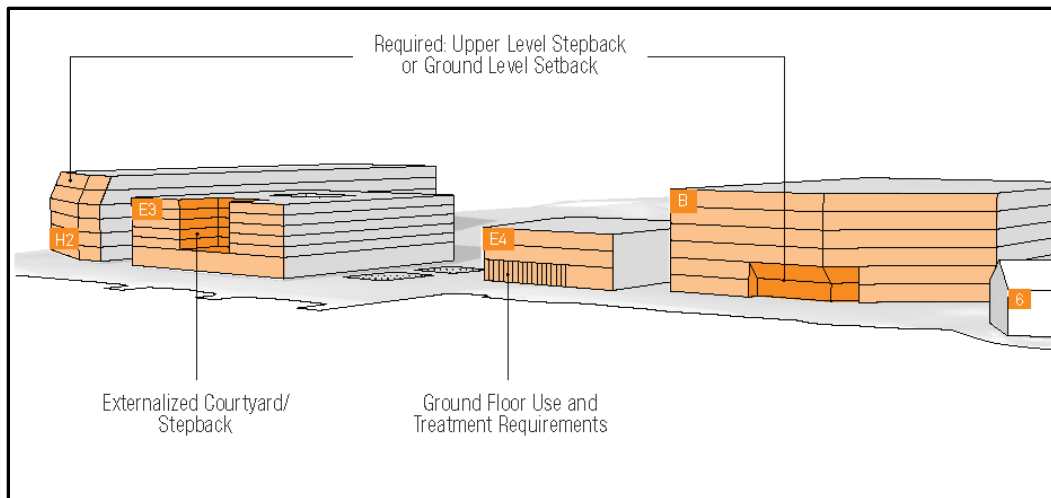 Required: Upper Level Stepback
or Ground Level Setback
B
E3
E4
H2
6
Externalized Courtyard/
Stepback
Ground Floor Use and
Treatment Requirements